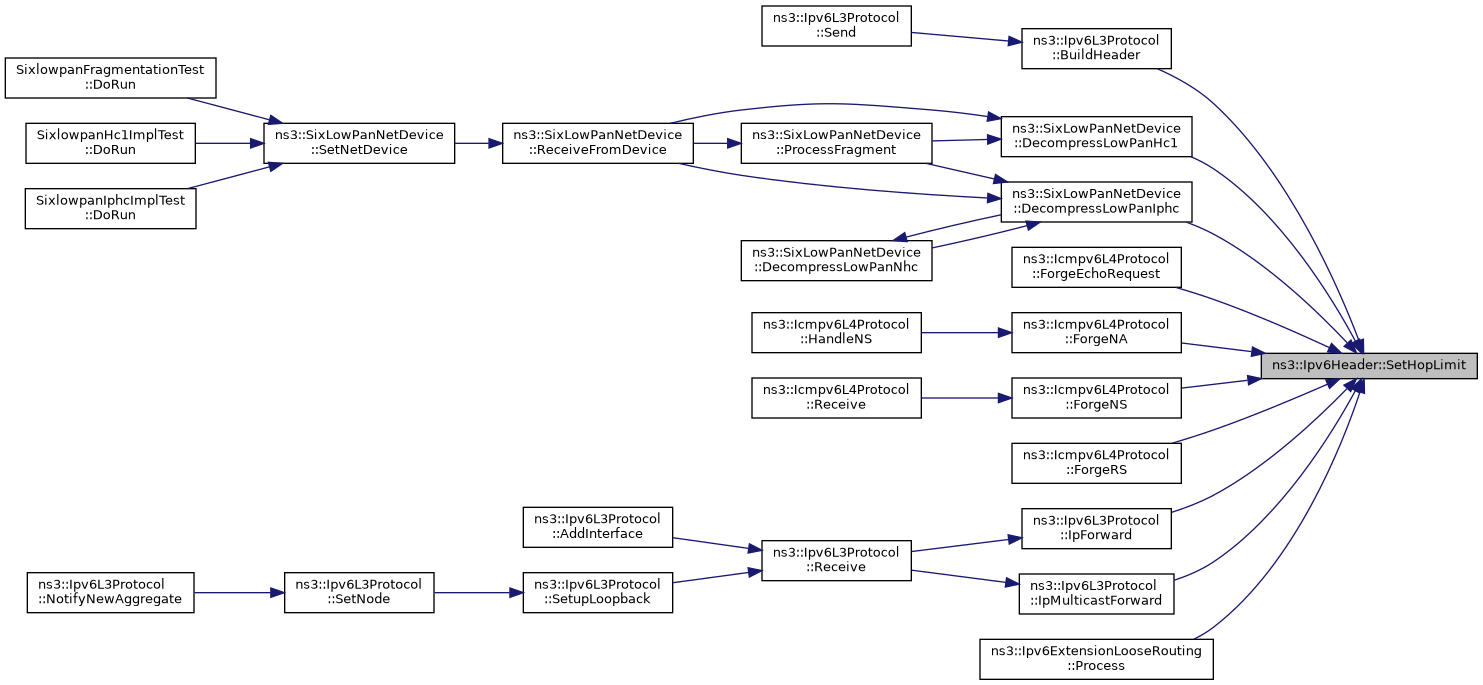 ns3::Ipv6L3Protocol
::Send
ns3::Ipv6L3Protocol
::BuildHeader
SixlowpanFragmentationTest
::DoRun
SixlowpanHc1ImplTest
::DoRun
SixlowpanIphcImplTest
::DoRun
ns3::SixLowPanNetDevice
::SetNetDevice
ns3::SixLowPanNetDevice
::ReceiveFromDevice
ns3::SixLowPanNetDevice
::ProcessFragment
ns3::SixLowPanNetDevice
::DecompressLowPanHc1
ns3::SixLowPanNetDevice
::DecompressLowPanIphc
ns3::SixLowPanNetDevice
::DecompressLowPanNhc
ns3::Icmpv6L4Protocol
::ForgeEchoRequest
ns3::Icmpv6L4Protocol
::HandleNS
ns3::Icmpv6L4Protocol
::ForgeNA
ns3::Ipv6Header::SetHopLimit
ns3::Icmpv6L4Protocol
::Receive
ns3::Icmpv6L4Protocol
::ForgeNS
ns3::Icmpv6L4Protocol
::ForgeRS
ns3::Ipv6L3Protocol
::AddInterface
ns3::Ipv6L3Protocol
::Receive
ns3::Ipv6L3Protocol
::IpForward
ns3::Ipv6L3Protocol
::NotifyNewAggregate
ns3::Ipv6L3Protocol
::SetNode
ns3::Ipv6L3Protocol
::SetupLoopback
ns3::Ipv6L3Protocol
::IpMulticastForward
ns3::Ipv6ExtensionLooseRouting
::Process